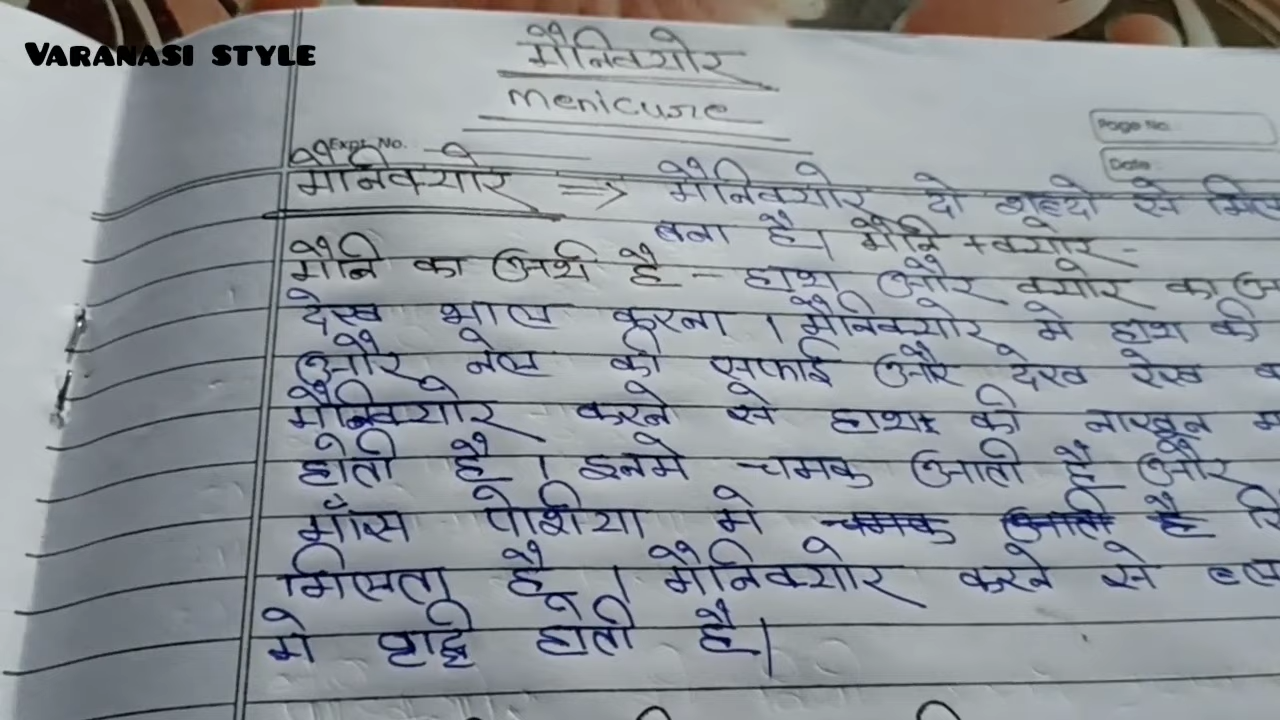 VARANASI STYLE
मैनिक्योर
Menicure
Page No.
Expt. No.
Date
मैनिक्योर => मैनिक्योर दो शब्दो से
बना है। मैनि + क्योर -
मैनि का अर्थ है - हाथ और क्योर का
देख भाल करना । मैनिक्योर मे हाथ की
और नेल की सफाई और देख रेख
मैनिक्योर करने से हाथ की नाखून
होती है । इनमे चमक आती है और
माँस पेशिया मे चमक आती है
मिलता है । मैनिक्योर करने से
मे वृद्धि होती है।